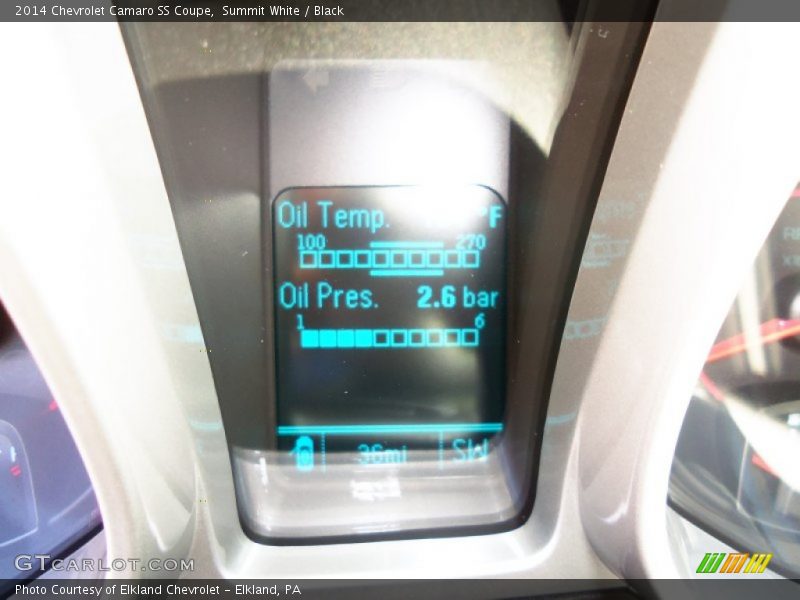 2014 Chevrolet Camaro SS Coupe, Summit White / Black
Oil Temp. °F
100 270
Oil Pres. 2.6 bar
1 6
36mi SW
GTCARLOT.COM
Photo Courtesy of Elkland Chevrolet – Elkland, PA